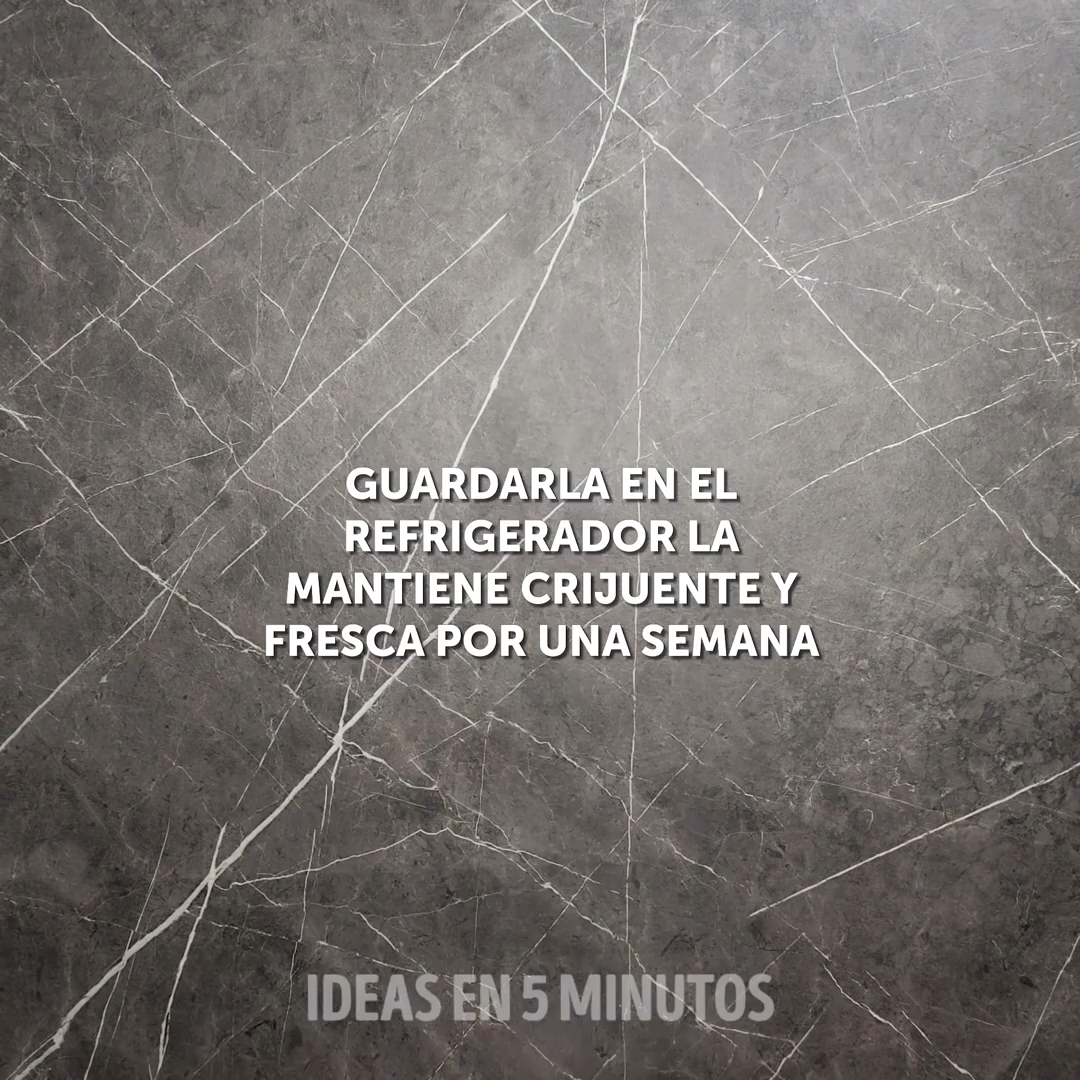 GUARDARLA EN EL
REFRIGERADOR LA
MANTIENE CRIJUENTE Y
FRESCA POR UNA SEMANA
IDEAS EN 5 MINUTOS